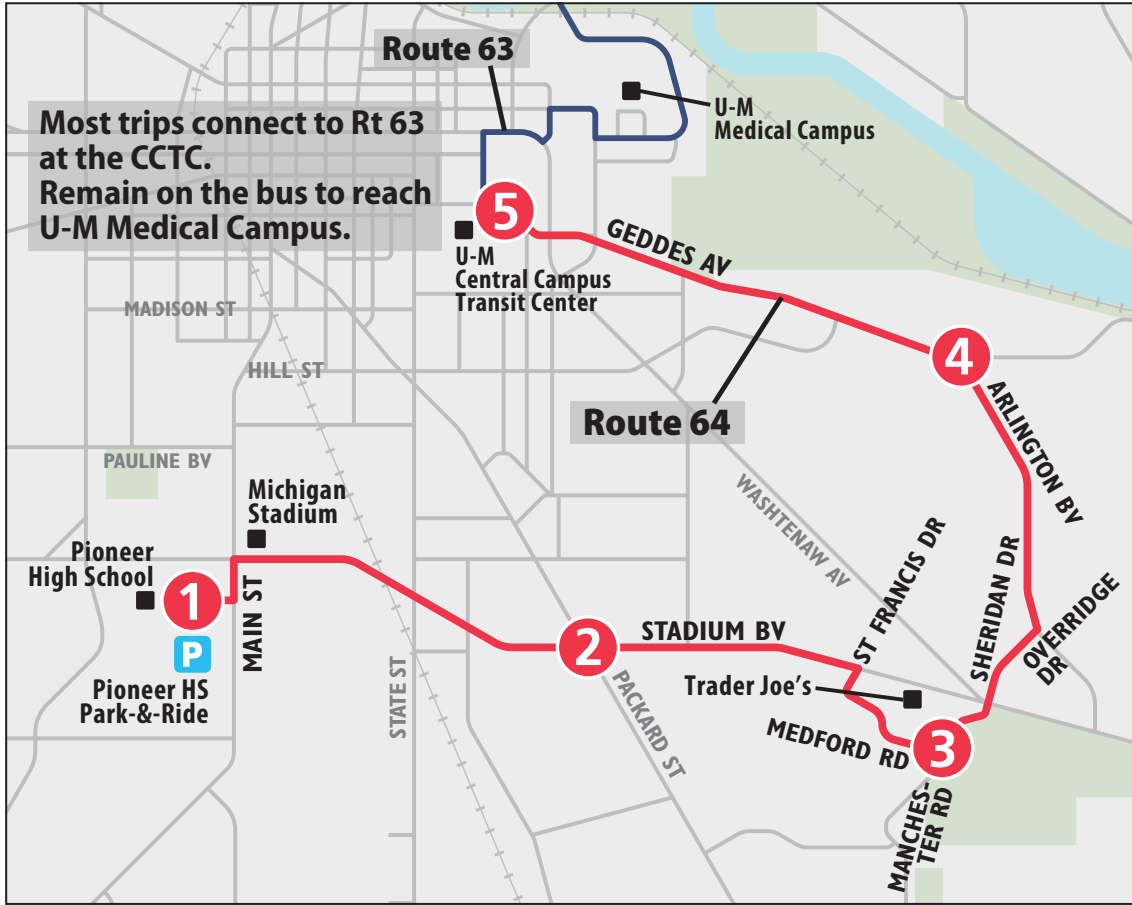 Route 63
U-M
Medical Campus
Most trips connect to Rt 63
at the CCTC.
Remain on the bus to reach
U-M Medical Campus.
5
U-M
Central Campus
Transit Center
GEDDES AV
MADISON ST
4
HILL ST
Route 64
ARLINGTON BV
PAULINE BV
WASHTENAW AV
Michigan
Stadium
Pioneer
High School
1
P
Pioneer HS
Park-&-Ride
MAIN ST
STATE ST
2
STADIUM BV
PACKARD ST
ST FRANCIS DR
SHERIDAN DR
OVERRIDGE
DR
Trader Joe's
MEDFORD RD
3
MANCHES-
TER RD